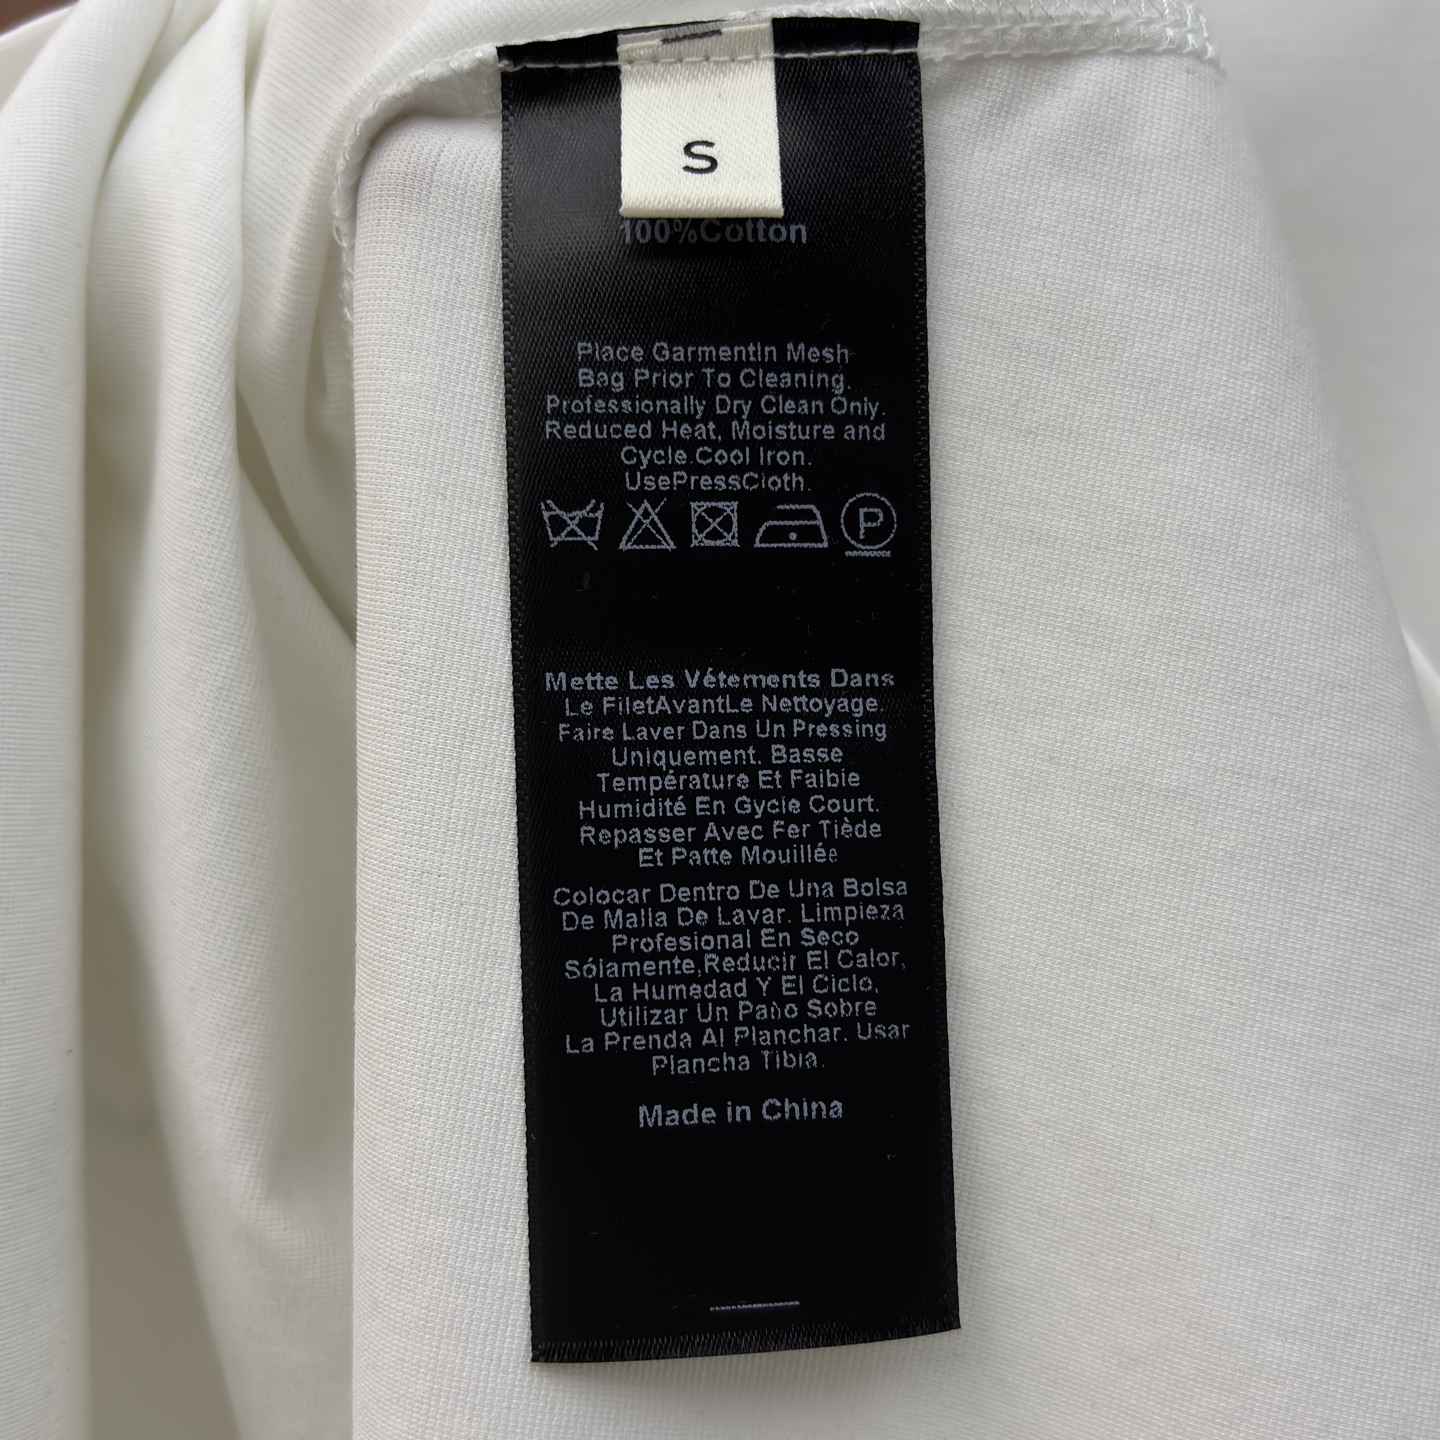 S
100%Cotton
Place GarmentIn Mesh
Bag Prior To Cleaning.
Professionally Dry Clean Only.
Reduced Heat, Moisture and
Cycle.Cool Iron.
UsePressCloth.
P
Mette Les Vétements Dans
Le FiletAvantLe Nettoyage.
Faire Laver Dans Un Pressing
Uniquement. Basse
Température Et Faibie
Humidité En Gycie Court.
Repasser Avec Fer Tiède
Et Patte Mouillée
Colocar Dentro De Una Bolsa
De Malla De Lavar. Limpieza
Profesional En Seco
Sólamente,Reducir El Calor,
La Humedad Y El Ciclo,
Utilizar Un Paño Sobre
La Prenda Al Planchar. Usar
Plancha Tibia.
Made in China